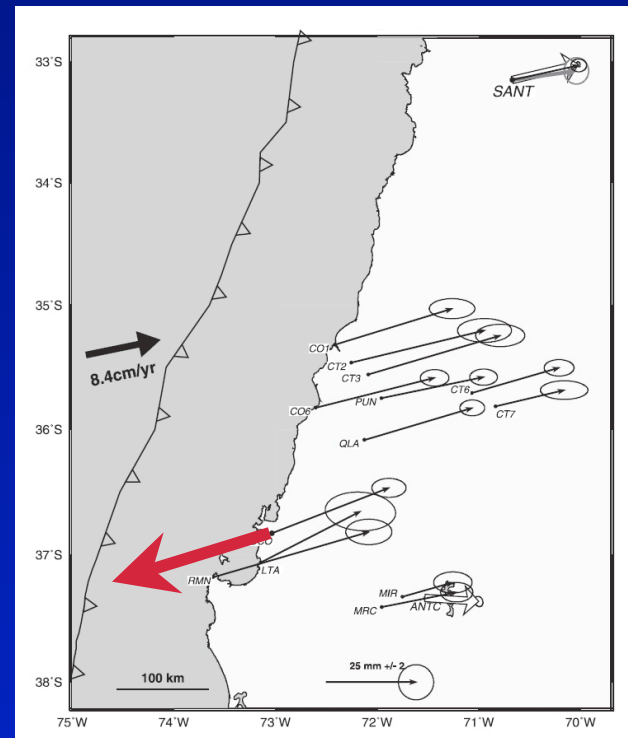 33°S
SANT
34°S
35°S
8.4cm/yr
CO1
CT2
CT3
PUN
CT6
CO6
CT7
36°S
QLA
CO
37°S
LTA
RMN
MIR
MRC
ANTC
100 km
25 mm +/- 2
38°S
75°W
74°W
73°W
72°W
71°W
70°W